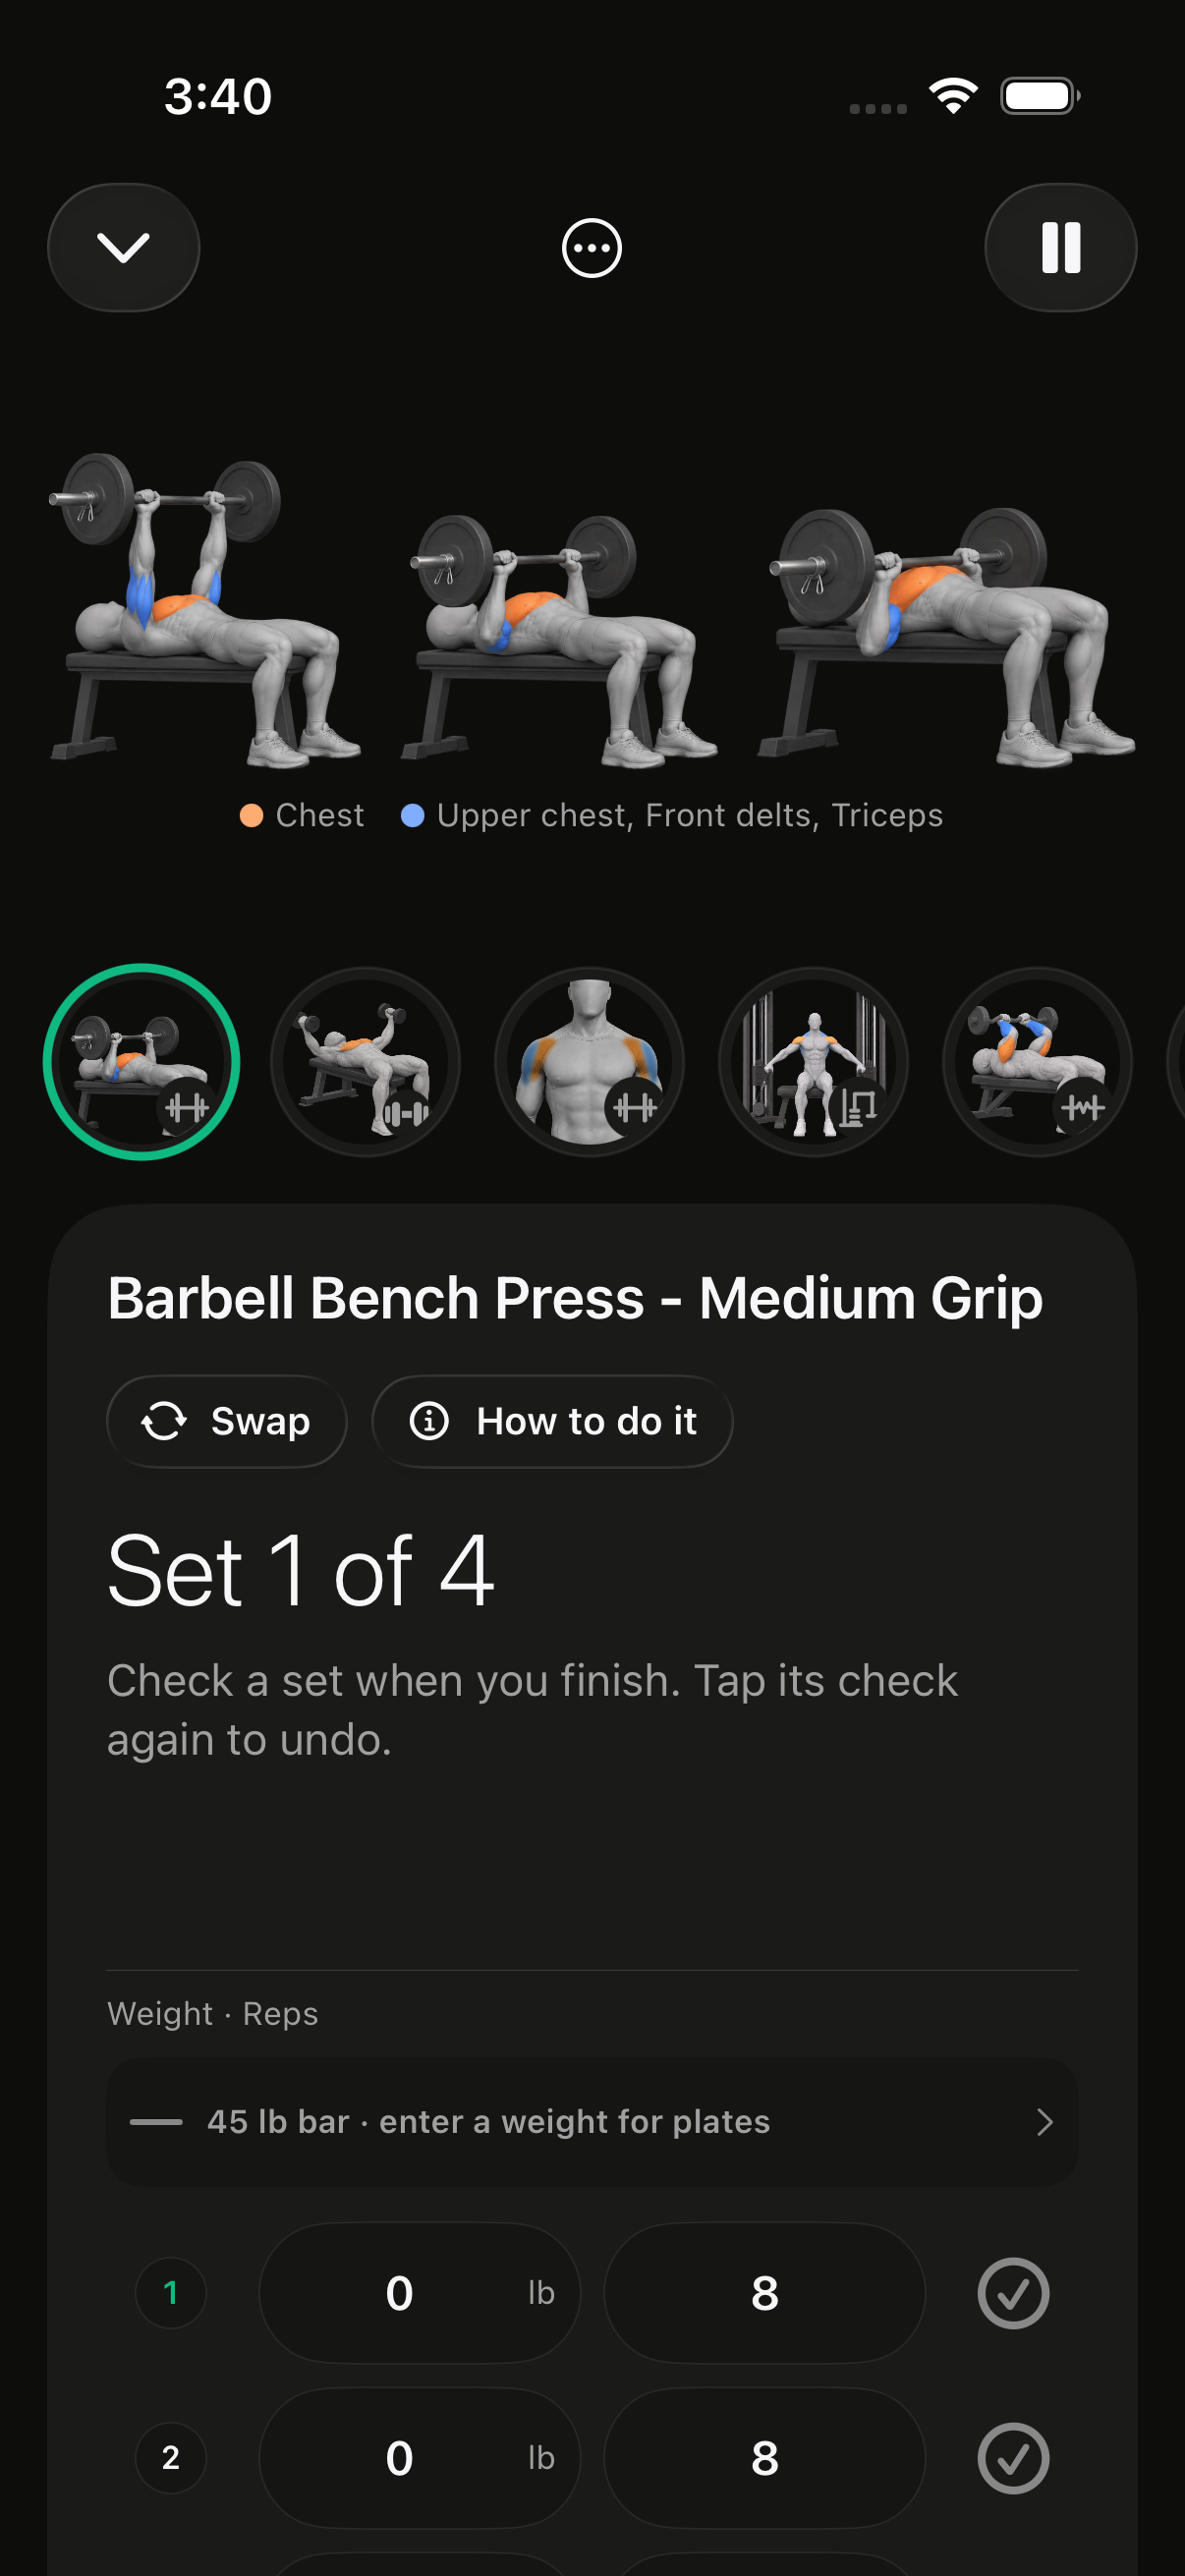 3:40
Chest
Upper chest, Front delts, Triceps
Barbell Bench Press - Medium Grip
Swap
How to do it
Set 1 of 4
Check a set when you finish. Tap its check
again to undo.
Weight · Reps
45 lb bar · enter a weight for plates
1 0 lb 8
2 0 lb 8